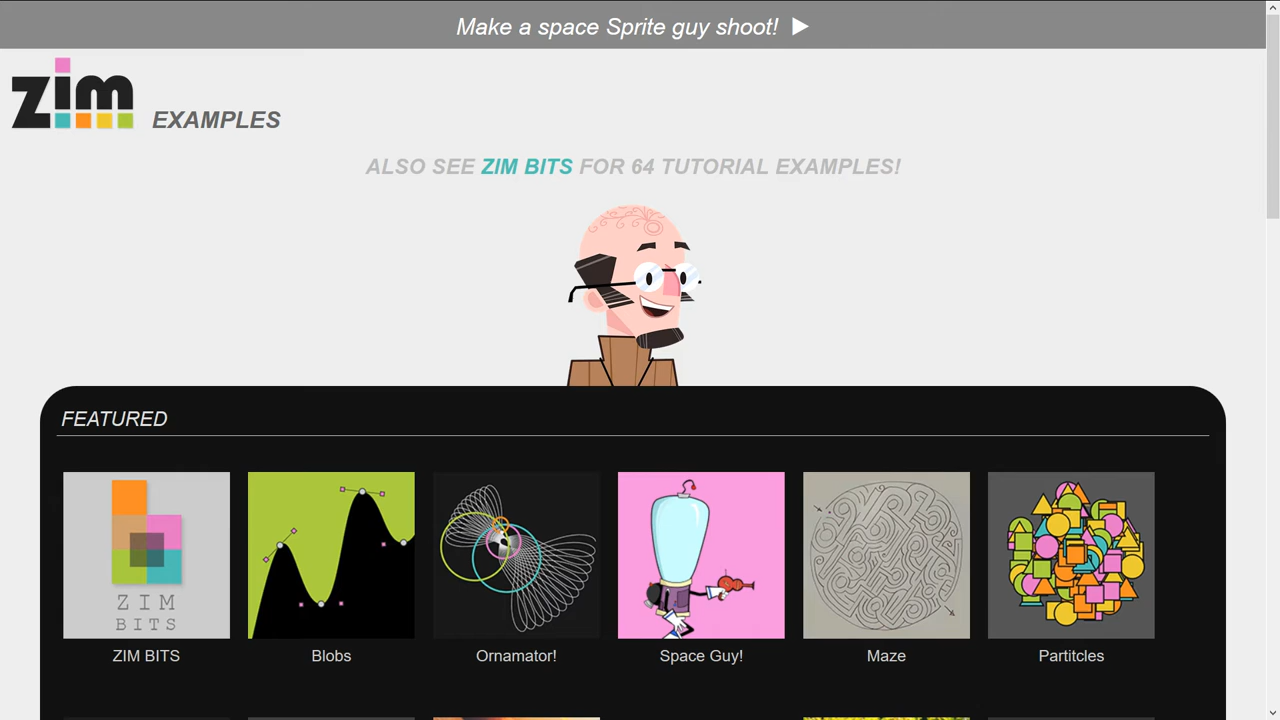 Make a space Sprite guy shoot!
zim EXAMPLES
ALSO SEE ZIM BITS FOR 64 TUTORIAL EXAMPLES!
FEATURED
ZIM
BITS
ZIM BITS
Blobs
Ornamator!
Space Guy!
Maze
Partitcles